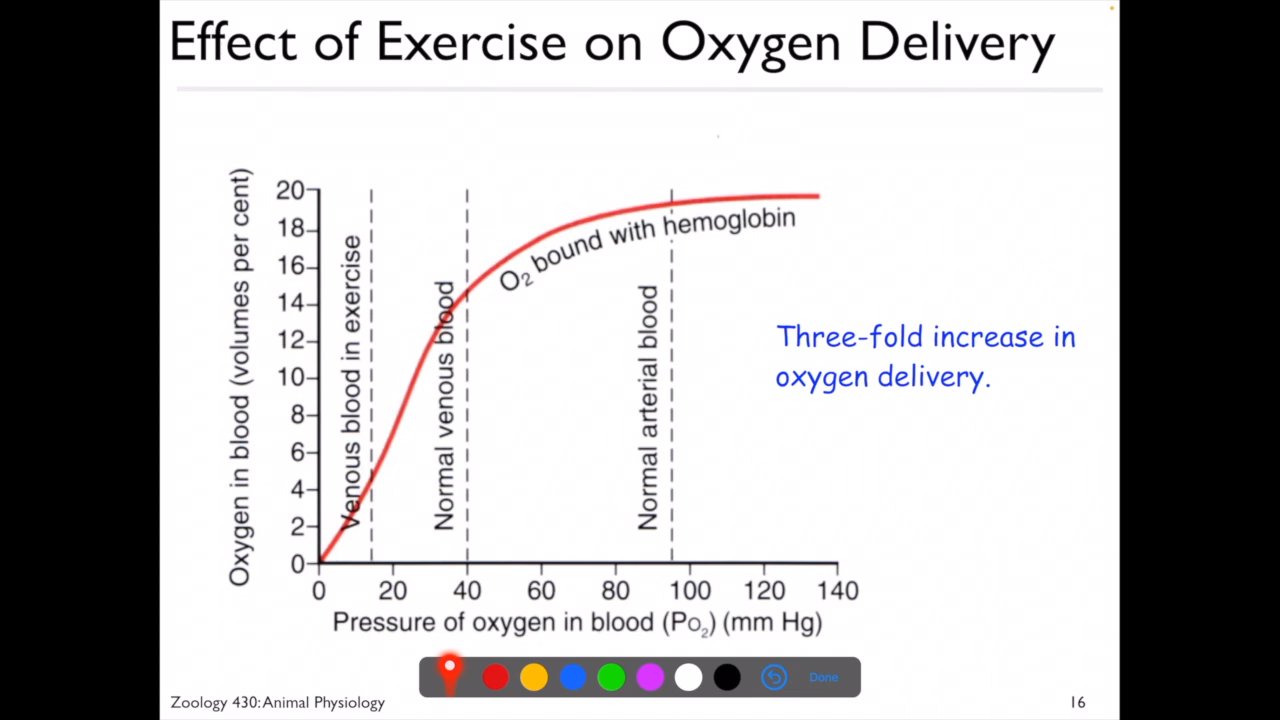 Effect of Exercise on Oxygen Delivery
Oxygen in blood (volumes per cent)
20
18
16
14
12
10
8
6
4
2
0
Venous blood in exercise
Normal venous blood
Normal arterial blood
O₂ bound with hemoglobin
Three-fold increase in
oxygen delivery.
0 20 40 60 80 100 120 140
Pressure of oxygen in blood (PO₂) (mm Hg)
Done
Zoology 430: Animal Physiology
16